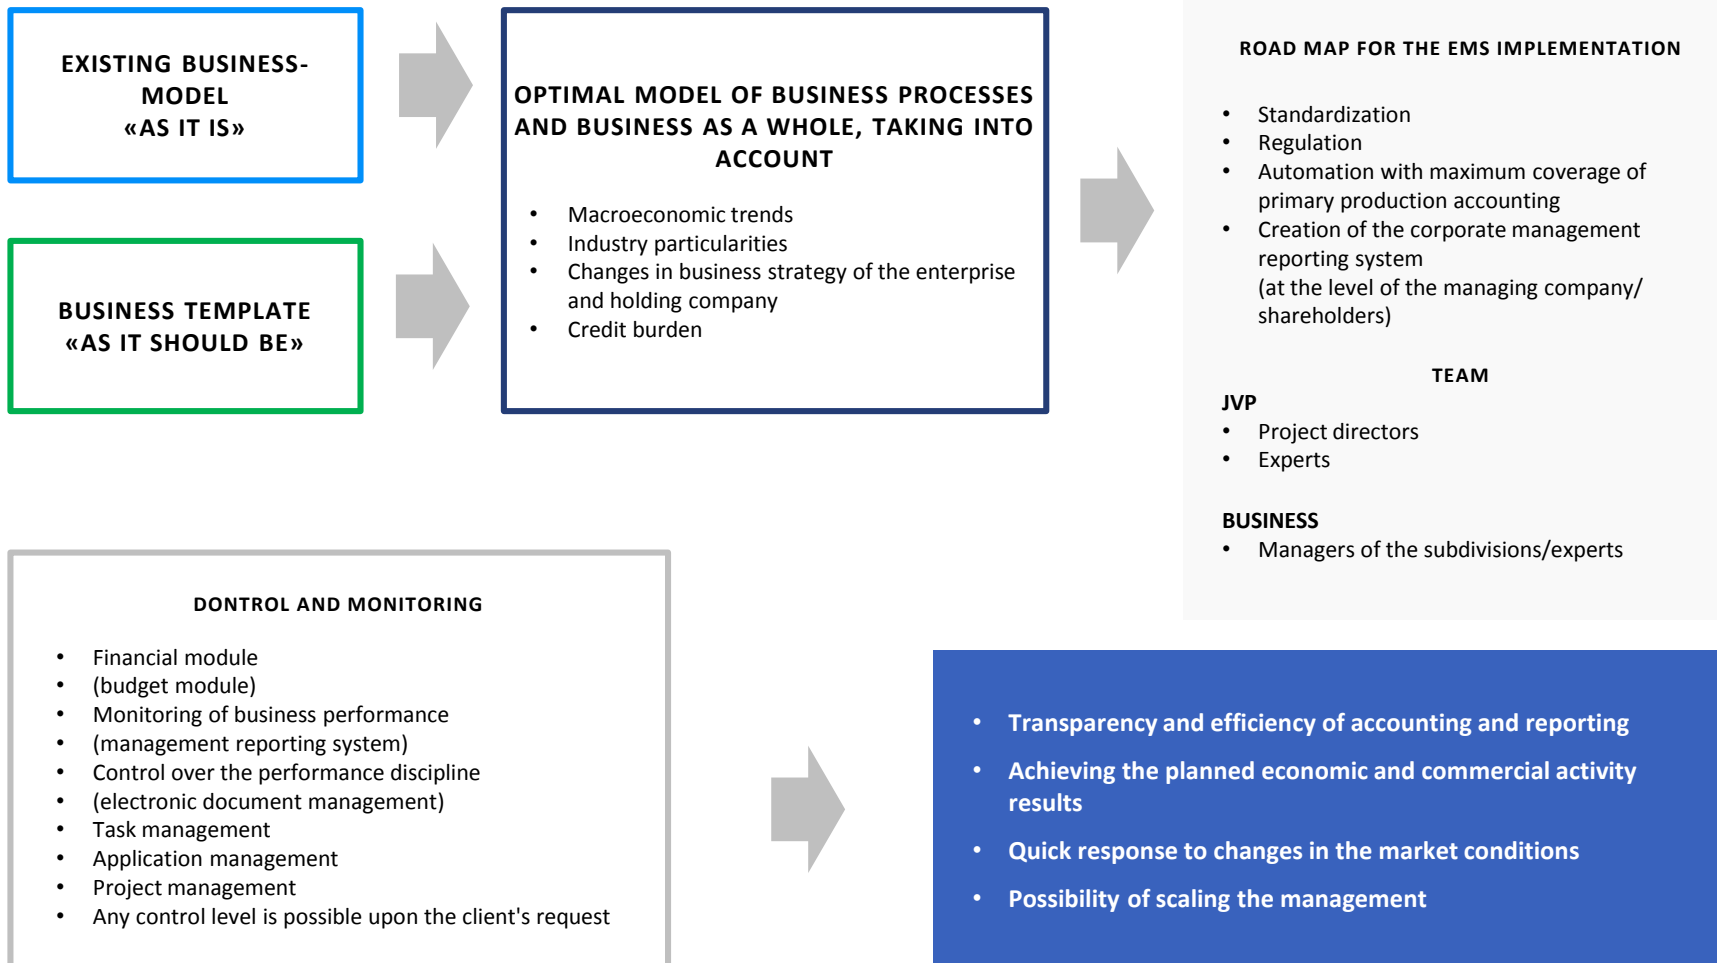 EXISTING BUSINESS-
MODEL
«AS IT IS»
BUSINESS TEMPLATE
«AS IT SHOULD BE»
OPTIMAL MODEL OF BUSINESS PROCESSES
AND BUSINESS AS A WHOLE, TAKING INTO
ACCOUNT
• Macroeconomic trends
• Industry particularities
• Changes in business strategy of the enterprise
and holding company
• Credit burden
ROAD MAP FOR THE EMS IMPLEMENTATION
• Standardization
• Regulation
• Automation with maximum coverage of
primary production accounting
• Creation of the corporate management
reporting system
(at the level of the managing company/
shareholders)
TEAM
JVP
• Project directors
• Experts
BUSINESS
• Managers of the subdivisions/experts
DONTROL AND MONITORING
• Financial module
• (budget module)
• Monitoring of business performance
• (management reporting system)
• Control over the performance discipline
• (electronic document management)
• Task management
• Application management
• Project management
• Any control level is possible upon the client's request
• Transparency and efficiency of accounting and reporting
• Achieving the planned economic and commercial activity
results
• Quick response to changes in the market conditions
• Possibility of scaling the management